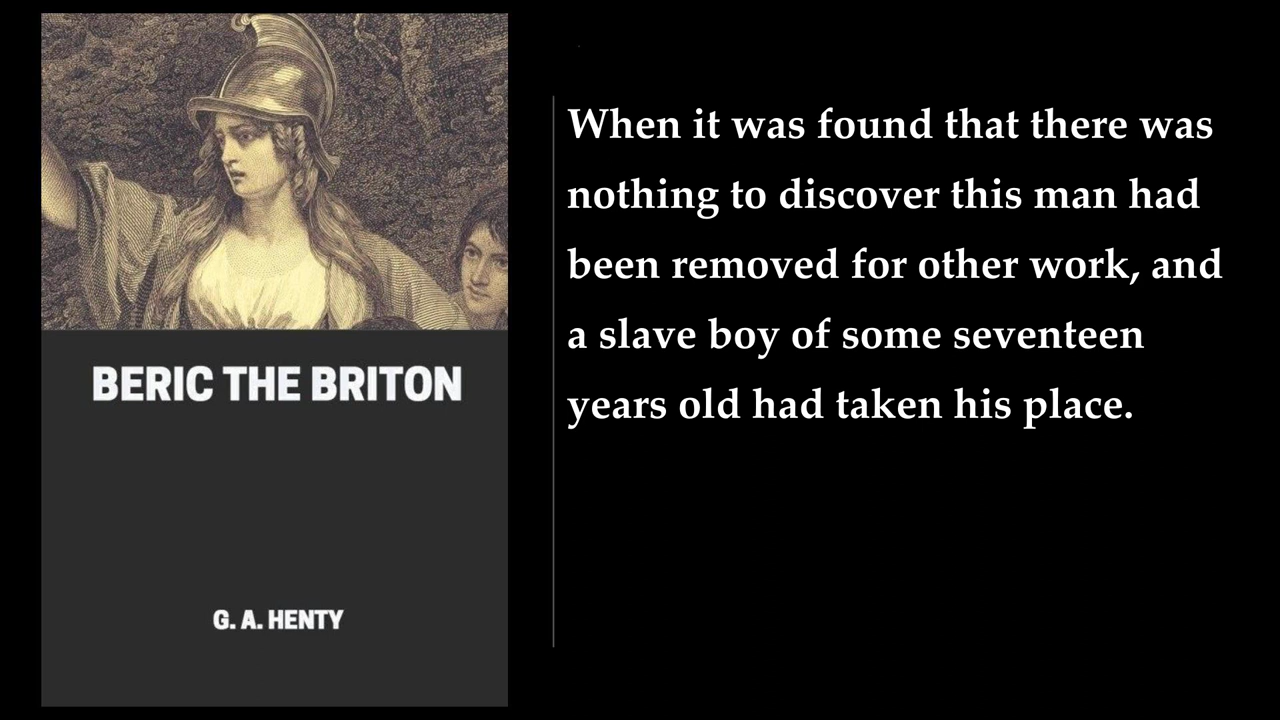 BERIC THE BRITON
G. A. HENTY
When it was found that there was
nothing to discover this man had
been removed for other work, and
a slave boy of some seventeen
years old had taken his place.